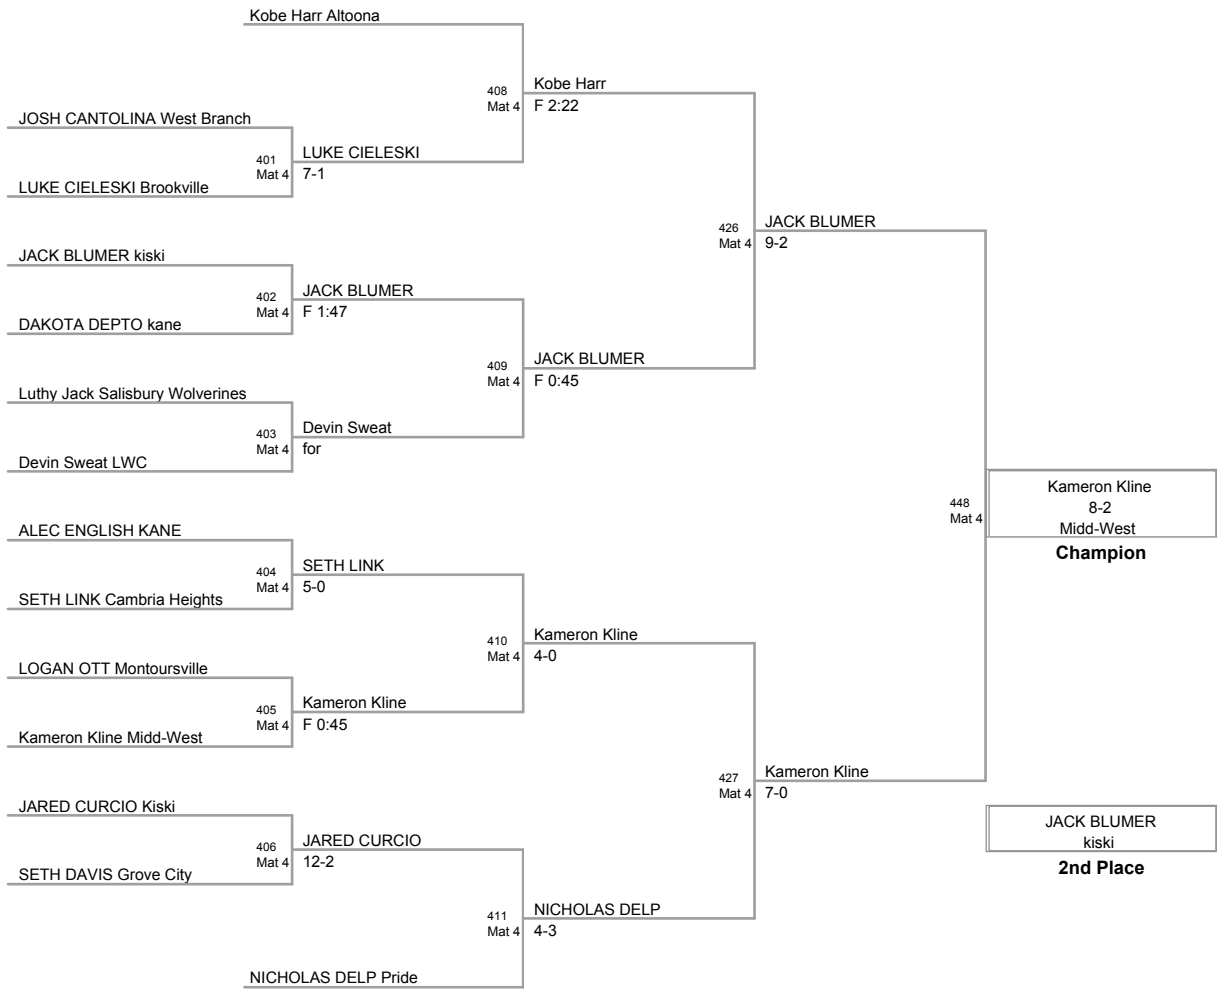 Kobe Harr Altoona
408
Mat 4
Kobe Harr
F 2:22
JOSH CANTOLINA West Branch
401
Mat 4
LUKE CIELESKI
7-1
LUKE CIELESKI Brookville
426
Mat 4
JACK BLUMER
9-2
JACK BLUMER kiski
402
Mat 4
JACK BLUMER
F 1:47
DAKOTA DEPTO kane
409
Mat 4
JACK BLUMER
F 0:45
Luthy Jack Salisbury Wolverines
403
Mat 4
Devin Sweat
for
Devin Sweat LWC
448
Mat 4
Kameron Kline
8-2
Midd-West
Champion
ALEC ENGLISH KANE
404
Mat 4
SETH LINK
5-0
SETH LINK Cambria Heights
410
Mat 4
Kameron Kline
4-0
LOGAN OTT Montoursville
405
Mat 4
Kameron Kline
F 0:45
Kameron Kline Midd-West
427
Mat 4
Kameron Kline
7-0
JARED CURCIO Kiski
406
Mat 4
JARED CURCIO
12-2
SETH DAVIS Grove City
JACK BLUMER
kiski
2nd Place
411
Mat 4
NICHOLAS DELP
4-3
NICHOLAS DELP Pride